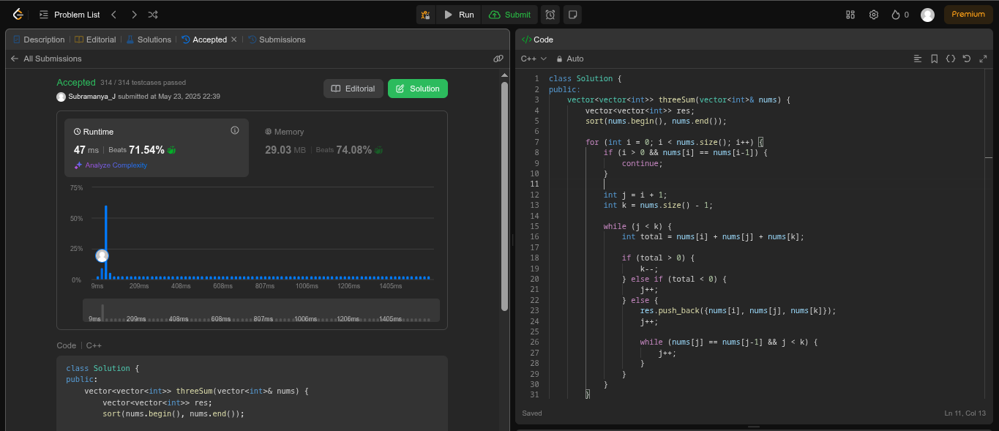 Problem List
Run
Submit
0
Premium
Description
Editorial
Solutions
Accepted
Submissions
All Submissions
Accepted 314 / 314 testcases passed
Subramanya_J submitted at May 23, 2025 22:39
Editorial
Solution
Runtime
47 ms | Beats 71.54%
Analyze Complexity
Memory
29.03 MB | Beats 74.08%
75%
50%
25%
0%
9ms 209ms 408ms 608ms 807ms 1006ms 1206ms 1405ms
9ms 209ms 408ms 608ms 807ms 1006ms 1206ms 1405ms
Code | C++
class Solution {
public:
    vector<vector<int>> threeSum(vector<int>& nums) {
        vector<vector<int>> res;
        sort(nums.begin(), nums.end());
</> Code
C++
Auto
1 class Solution {
2 public:
3     vector<vector<int>> threeSum(vector<int>& nums) {
4         vector<vector<int>> res;
5         sort(nums.begin(), nums.end());
6
7         for (int i = 0; i < nums.size(); i++) {
8             if (i > 0 && nums[i] == nums[i-1]) {
9                 continue;
10             }
11
12             int j = i + 1;
13             int k = nums.size() - 1;
14
15             while (j < k) {
16                 int total = nums[i] + nums[j] + nums[k];
17
18                 if (total > 0) {
19                     k--;
20                 } else if (total < 0) {
21                     j++;
22                 } else {
23                     res.push_back({nums[i], nums[j], nums[k]});
24                     j++;
25
26                     while (nums[j] == nums[j-1] && j < k) {
27                         j++;
28                     }
29                 }
30             }
31         }
Saved
Ln 11, Col 13